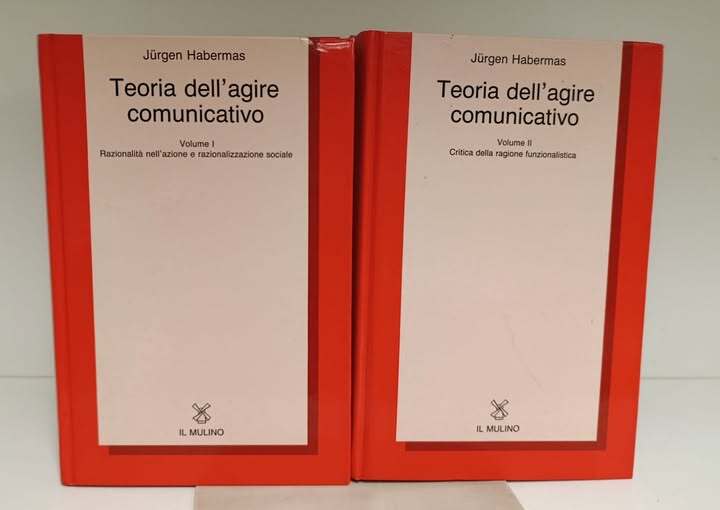 Jürgen Habermas
Teoria dell'agire
comunicativo
Volume I
Razionalità nell'azione e razionalizzazione sociale
IL MULINO
Jürgen Habermas
Teoria dell'agire
comunicativo
Volume II
Critica della ragione funzionalistica
IL MULINO